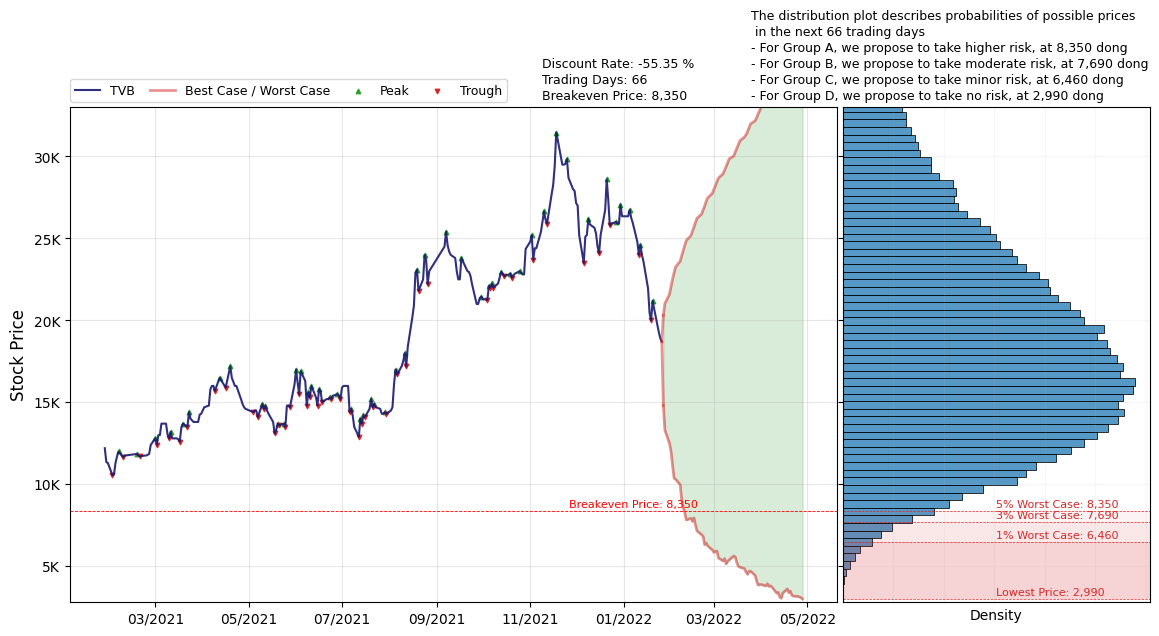 The distribution plot describes probabilities of possible prices
in the next 66 trading days
- For Group A, we propose to take higher risk, at 8,350 dong
- For Group B, we propose to take moderate risk, at 7,690 dong
- For Group C, we propose to take minor risk, at 6,460 dong
- For Group D, we propose to take no risk, at 2,990 dong
Discount Rate: -55.35 %
Trading Days: 66
Breakeven Price: 8,350
TVB
Best Case / Worst Case
Peak
Trough
Stock Price
30K
25K
20K
15K
10K
5K
Breakeven Price: 8,350
5% Worst Case: 8,350
3% Worst Case: 7,690
1% Worst Case: 6,460
Lowest Price: 2,990
03/2021
05/2021
07/2021
09/2021
11/2021
01/2022
03/2022
05/2022
Density